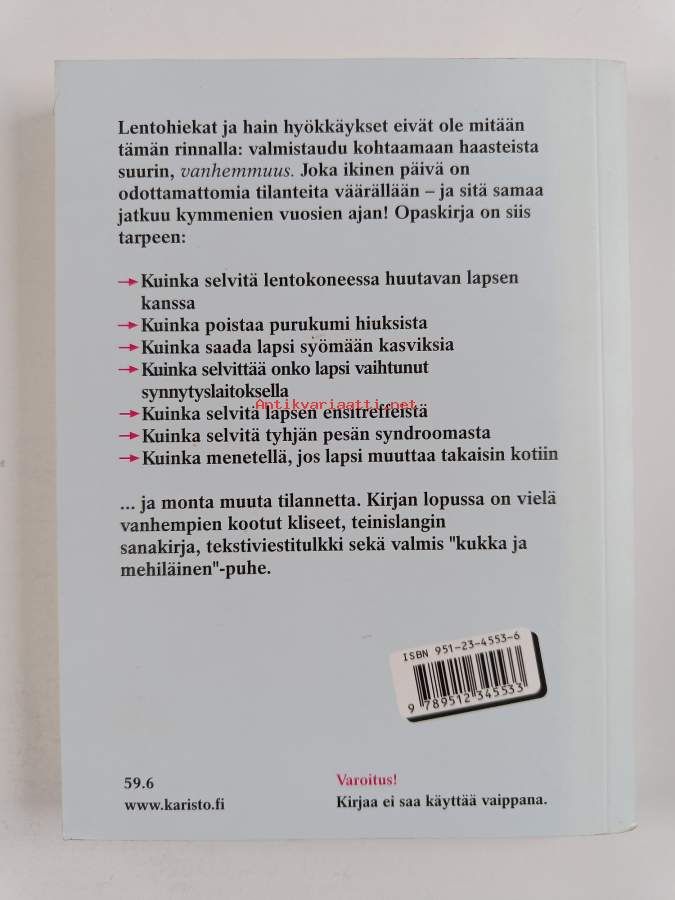 Lentohiekat ja hain hyökkäykset eivät ole mitään
tämän rinnalla: valmistaudu kohtaamaan haasteista
suurin, vanhemmuus. Joka ikinen päivä on
odottamattomia tilanteita väärällään – ja sitä samaa
jatkuu kymmenien vuosien ajan! Opaskirja on siis
tarpeen:
Kuinka selvitä lentokoneessa huutavan lapsen
kanssa
Kuinka poistaa purukumi hiuksista
Kuinka saada lapsi syömään kasviksia
Kuinka selvittää onko lapsi vaihtunut
synnytyslaitoksella
Antikvariaatti.net
Kuinka selvitä lapsen ensitreffeistä
Kuinka selvitä tyhjän pesän syndroomasta
Kuinka menetellä, jos lapsi muuttaa takaisin kotiin
... ja monta muuta tilannetta. Kirjan lopussa on vielä
vanhempien kootut kliseet, teinislangin
sanakirja, tekstiviestitulkki sekä valmis "kukka ja
mehiläinen"-puhe.
ISBN 951-23-4553-6
9 789512 345533
59.6
www.karisto.fi
Varoitus!
Kirjaa ei saa käyttää vaippana.